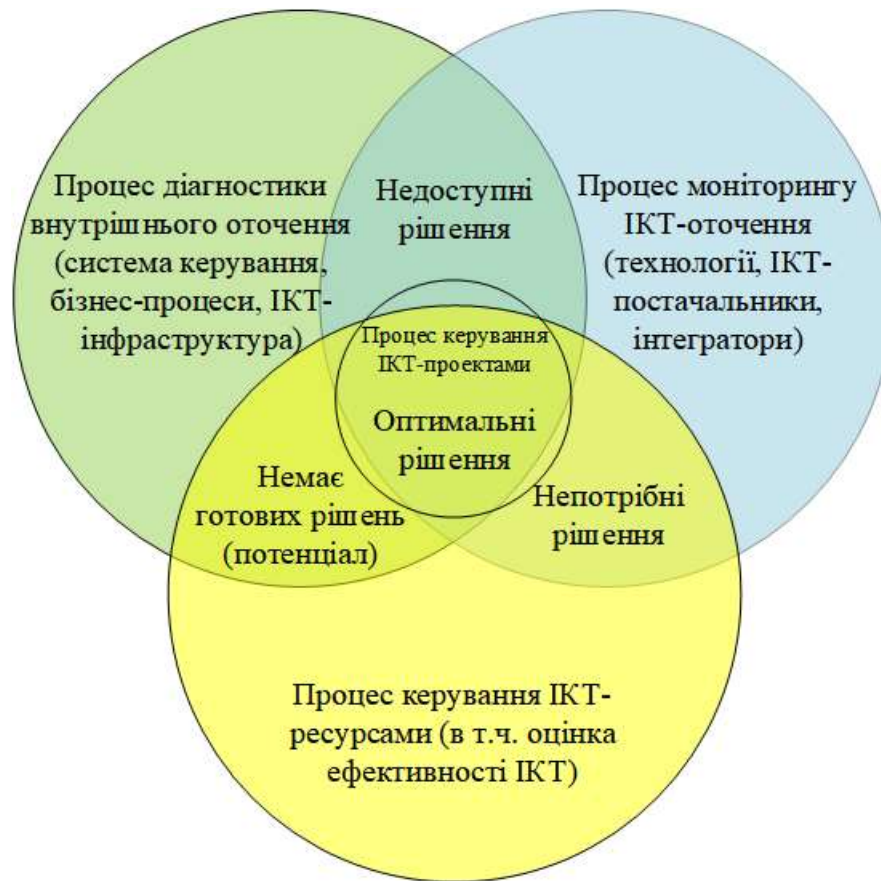 Процес діагностики
внутрішнього оточення
(система керування,
бізнес-процеси, ІКТ-
інфраструктура)
Недоступні
рішення
Процес моніторингу
ІКТ-оточення
(технології, ІКТ-
постачальники,
інтегратори)
Процес керування
ІКТ-проектами
Оптимальні
рішення
Немає
готових рішень
(потенціал)
Непотрібні
рішення
Процес керування ІКТ-
ресурсами (в т.ч. оцінка
ефективності ІКТ)